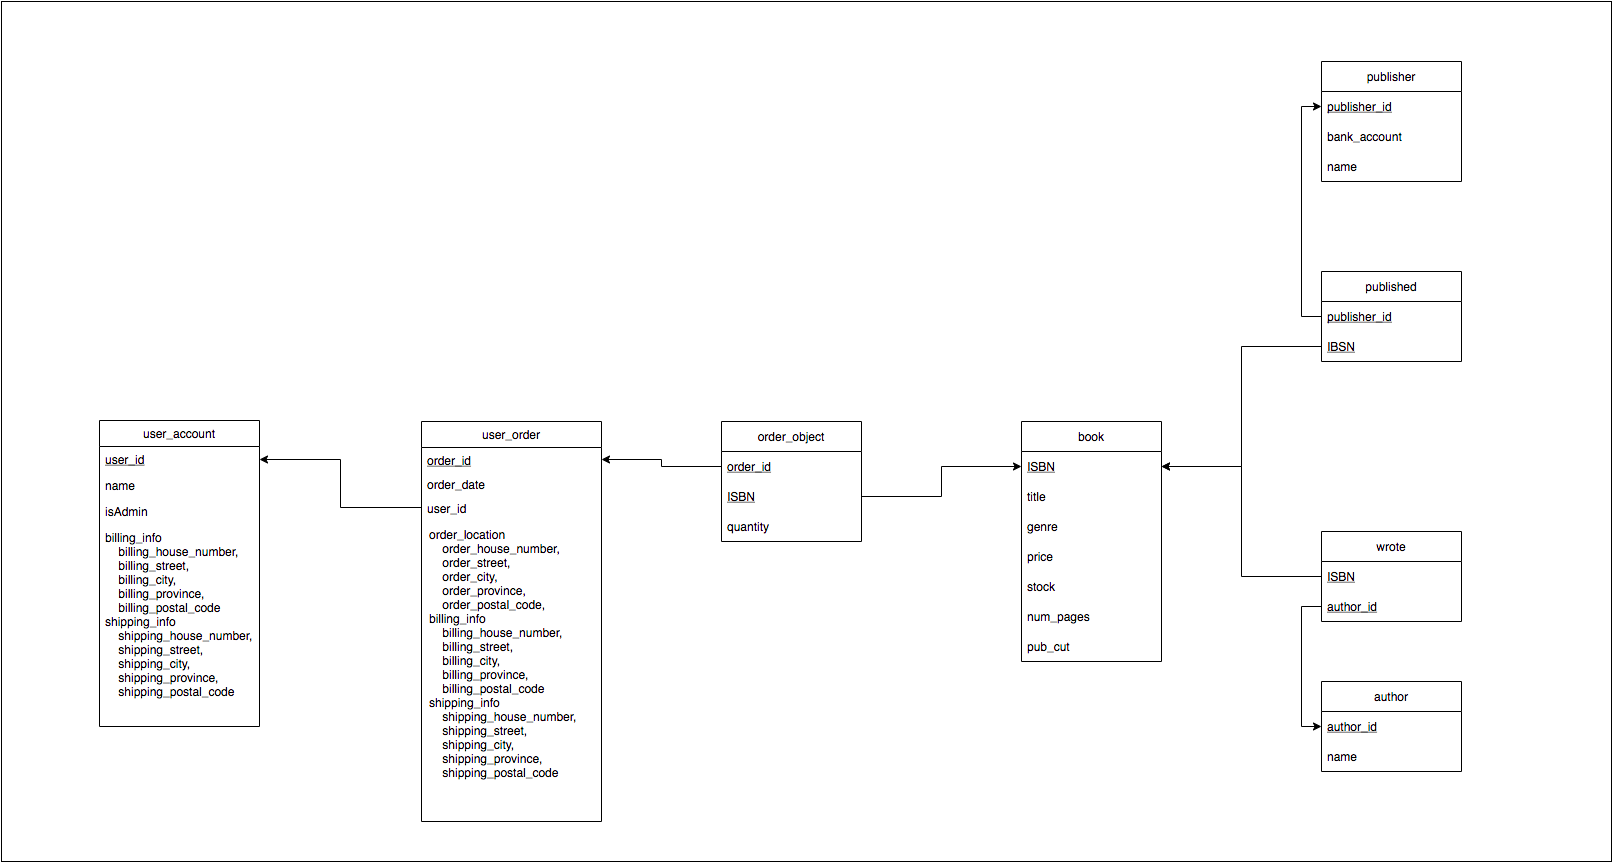 publisher
publisher_id
bank_account
name
published
publisher_id
IBSN
user_account
user_id
name
isAdmin
billing_info
billing_house_number,
billing_street,
billing_city,
billing_province,
billing_postal_code
shipping_info
shipping_house_number,
shipping_street,
shipping_city,
shipping_province,
shipping_postal_code
user_order
order_id
order_date
user_id
order_location
order_house_number,
order_street,
order_city,
order_province,
order_postal_code,
billing_info
billing_house_number,
billing_street,
billing_city,
billing_province,
billing_postal_code
shipping_info
shipping_house_number,
shipping_street,
shipping_city,
shipping_province,
shipping_postal_code
order_object
order_id
ISBN
quantity
book
ISBN
title
genre
price
stock
num_pages
pub_cut
wrote
ISBN
author_id
author
author_id
name